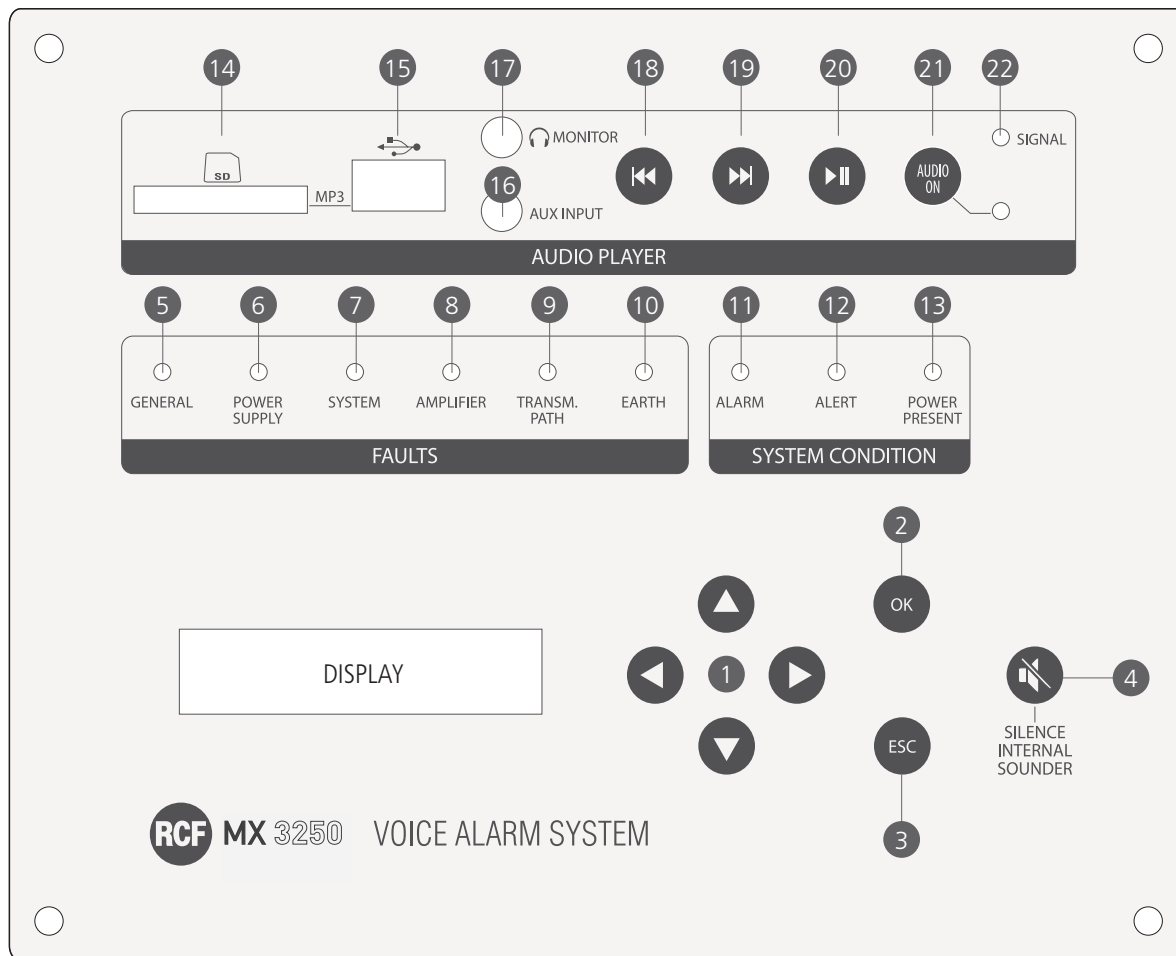 14 15 17 18 19 20 21 22
MONITOR
SIGNAL
SD
MP3
16
AUX INPUT
AUDIO
ON
AUDIO PLAYER
5 6 7 8 9 10 11 12 13
GENERAL
POWER
SUPPLY
SYSTEM
AMPLIFIER
TRANSM.
PATH
EARTH
FAULTS
ALARM
ALERT
POWER
PRESENT
SYSTEM CONDITION
2
OK
DISPLAY
1
4
SILENCE
INTERNAL
SOUNDER
ESC
3
RCF MX 3250 VOICE ALARM SYSTEM